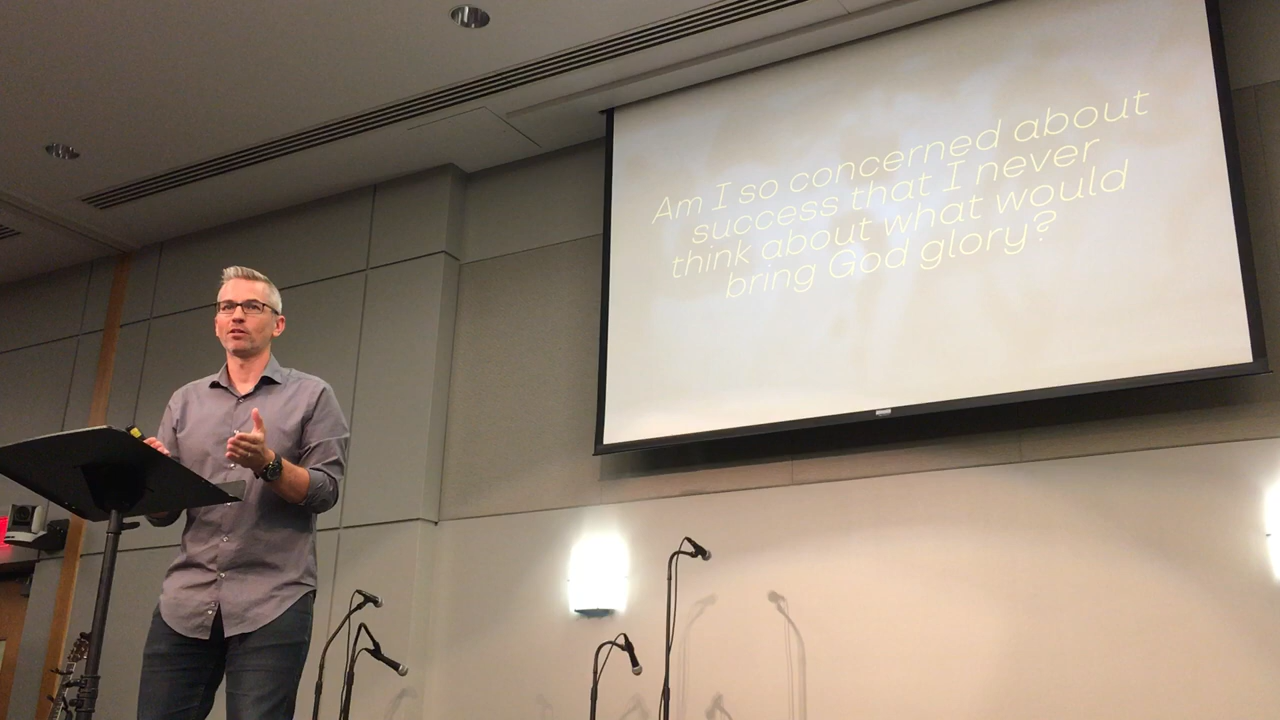 Am I so concerned about
success that I never
think about what would
bring God glory?